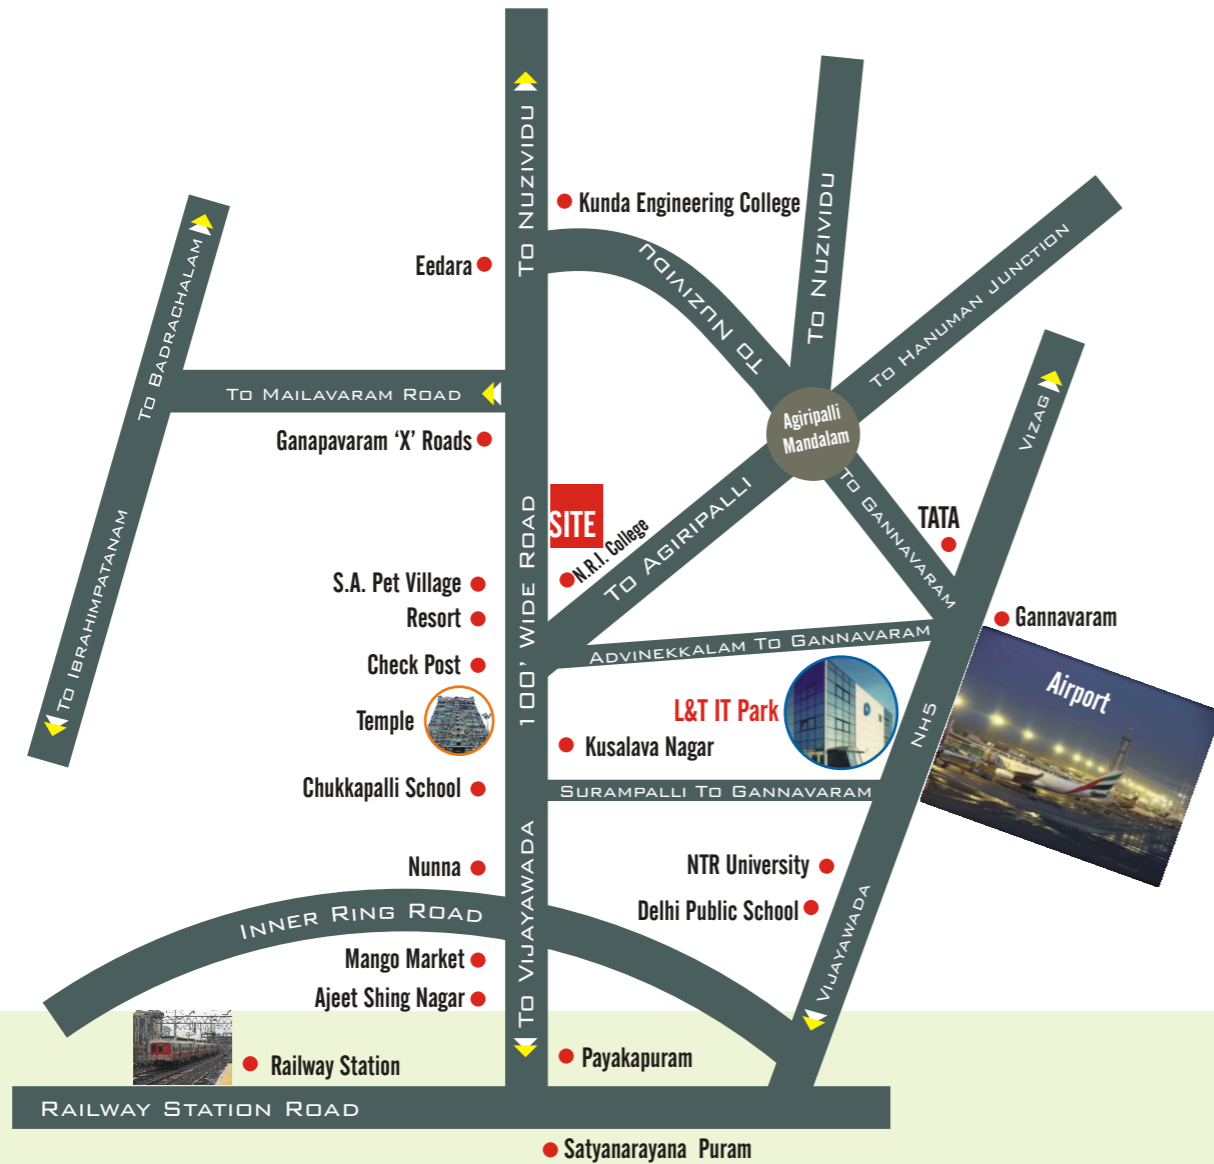 To Nuzividu
To Nuzividu
To Nuzividu
Kunda Engineering College
Eedara
To Badrachalam
To Hanuman Junction
To Mailavaram Road
Agiripalli
Mandalam
Ganapavaram 'X' Roads
Vizag
To Gannavaram
SITE
N.R.I. College
To Agiripalli
TATA
100' Wide Road
To Ibrahimpatanam
S.A. Pet Village
Resort
Gannavaram
Advinekkalam To Gannavaram
Check Post
Airport
Temple
L&T IT Park
NH5
Kusalava Nagar
Chukkapalli School
Surampalli To Gannavaram
Nunna
NTR University
Delhi Public School
Inner Ring Road
To Vijayawada
Vijayawada
Mango Market
Ajeet Shing Nagar
Railway Station
Payakapuram
Railway Station Road
Satyanarayana Puram